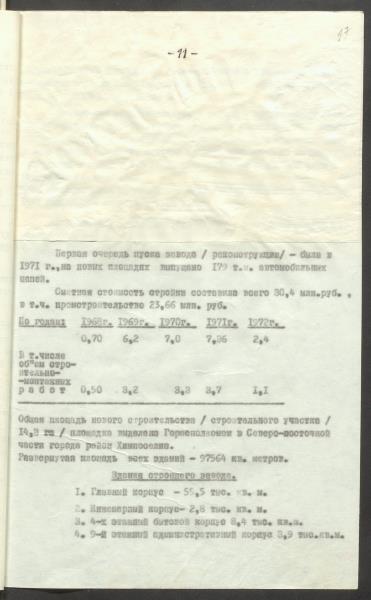 97
- 11 -
Первая очередь пуска завода / реконструкция/ - была в
1971 г., на новых площадях выпущено 179 т.м. автомобильных
цепей.
Сметная стоимость стройки составила всего 30,4 млн.руб. ,
в т.ч. промстроительство 23,66 млн. руб.
По годам: 1968г. 1969г. 1970г. 1971г. 1972г.
0,70 6,2 7,0 7,96 2,4
В т.числе
объем стро-
ительно-
-монтажных
р а б о т 0,50 3,2 3,3 3,7 1,1
Общая площадь нового строительства / строительного участка /
14,3 га / площадка выделена Горисполкомом в Северо-восточной
части города район Химпоселка.
Развернутая площадь всех зданий - 97564 кв. метров.
Здания строящего завода.
1. Главный корпус - 55,5 тыс. кв. м.
2. Инженерный корпус- 2,8 тыс. кв. м.
3. 4-х этажный бытовой корпус 8,4 тыс. кв.м.
4. 9-й этажний административный корпус 3,9 тыс.кв.м.